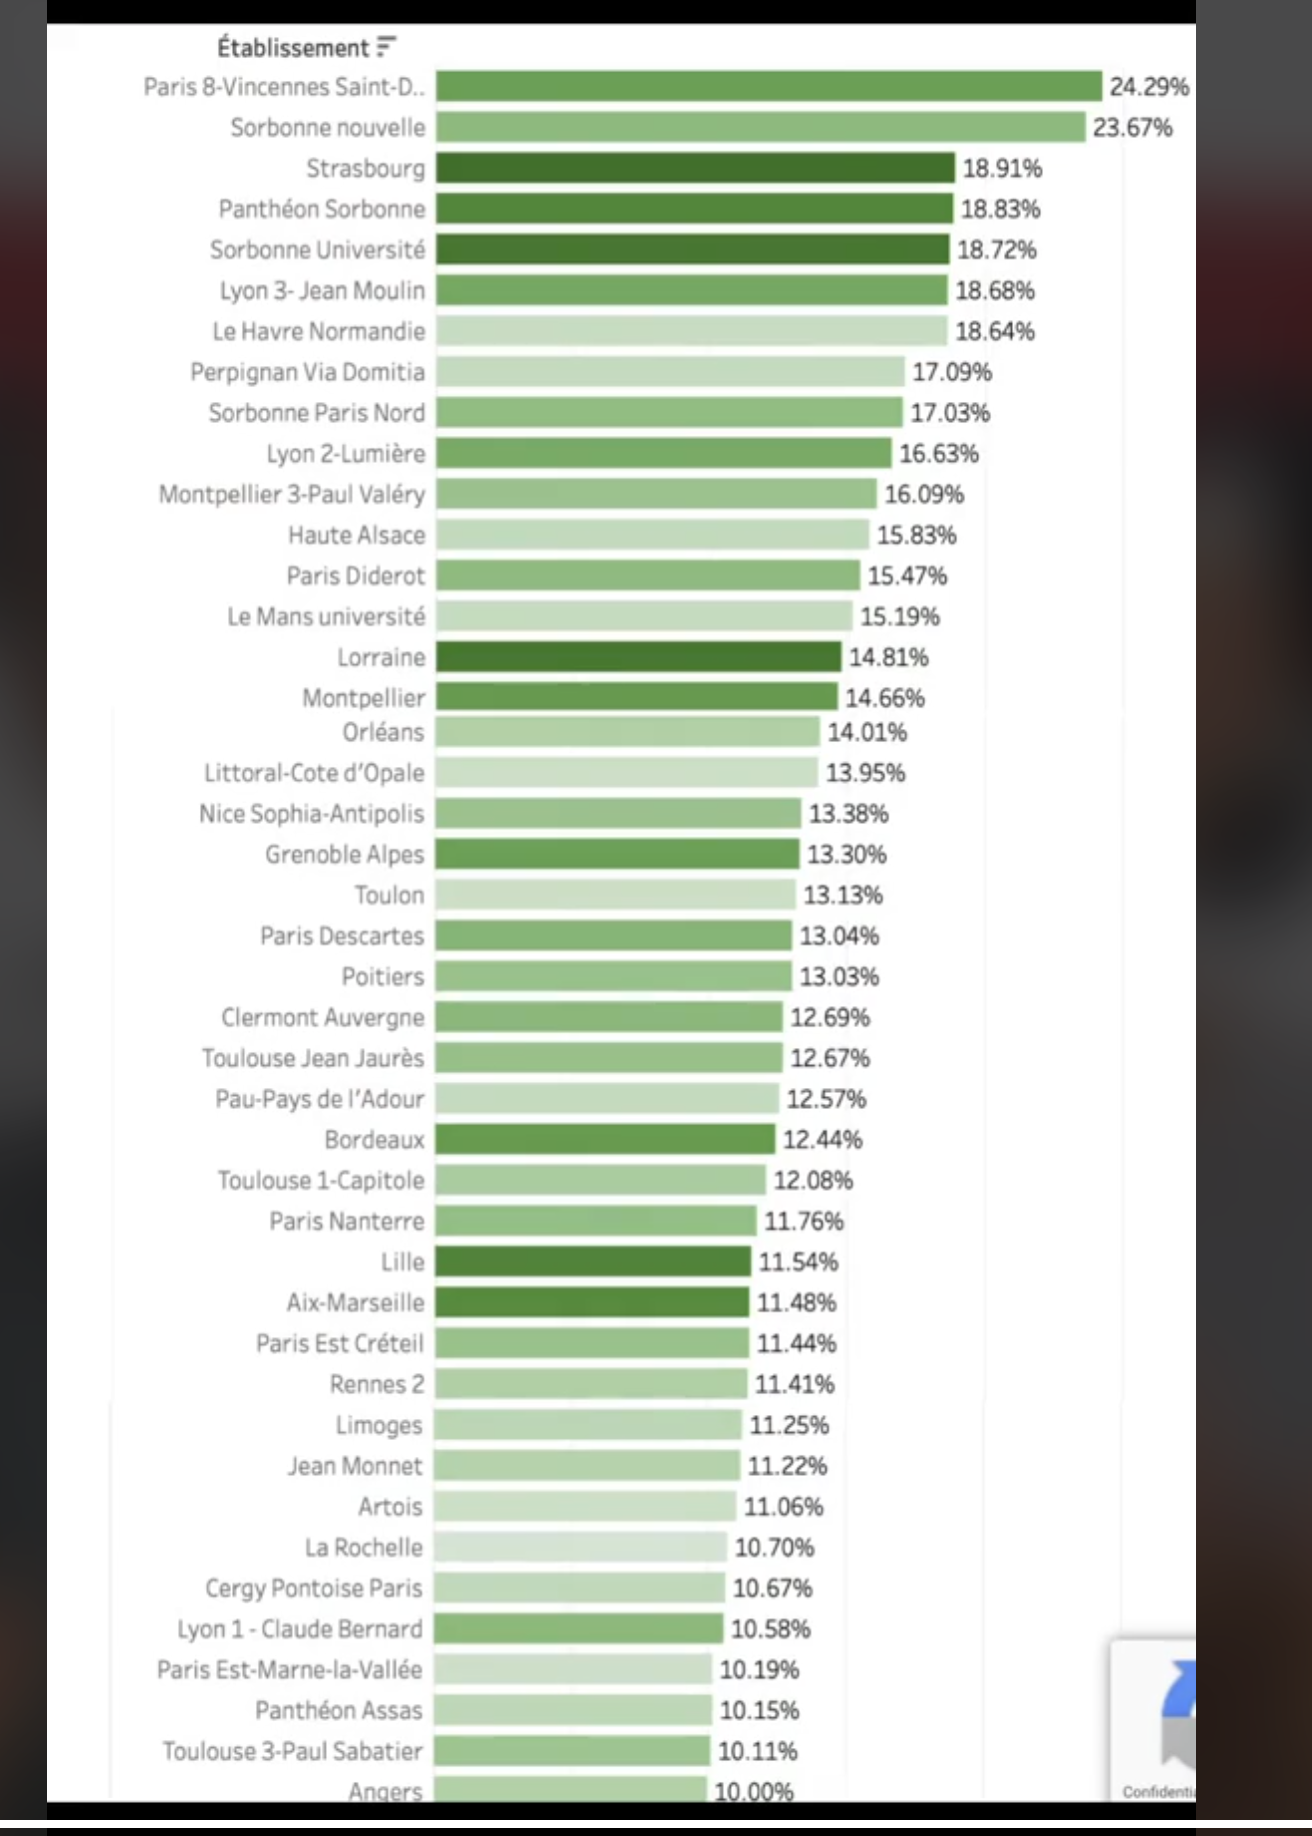 Établissement
Paris 8-Vincennes Saint-D.. 24.29%
Sorbonne nouvelle 23.67%
Strasbourg 18.91%
Panthéon Sorbonne 18.83%
Sorbonne Université 18.72%
Lyon 3- Jean Moulin 18.68%
Le Havre Normandie 18.64%
Perpignan Via Domitia 17.09%
Sorbonne Paris Nord 17.03%
Lyon 2-Lumière 16.63%
Montpellier 3-Paul Valéry 16.09%
Haute Alsace 15.83%
Paris Diderot 15.47%
Le Mans université 15.19%
Lorraine 14.81%
Montpellier 14.66%
Orléans 14.01%
Littoral-Cote d'Opale 13.95%
Nice Sophia-Antipolis 13.38%
Grenoble Alpes 13.30%
Toulon 13.13%
Paris Descartes 13.04%
Poitiers 13.03%
Clermont Auvergne 12.69%
Toulouse Jean Jaurès 12.67%
Pau-Pays de l'Adour 12.57%
Bordeaux 12.44%
Toulouse 1-Capitole 12.08%
Paris Nanterre 11.76%
Lille 11.54%
Aix-Marseille 11.48%
Paris Est Créteil 11.44%
Rennes 2 11.41%
Limoges 11.25%
Jean Monnet 11.22%
Artois 11.06%
La Rochelle 10.70%
Cergy Pontoise Paris 10.67%
Lyon 1 - Claude Bernard 10.58%
Paris Est-Marne-la-Vallée 10.19%
Panthéon Assas 10.15%
Toulouse 3-Paul Sabatier 10.11%
Angers 10.00%
Confidenti